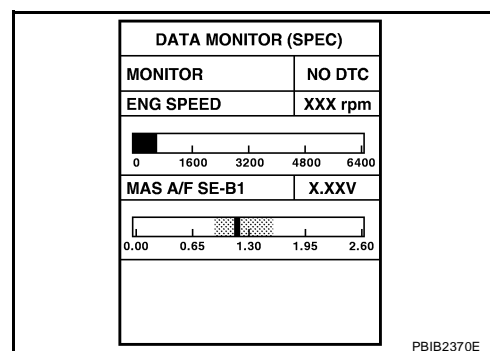 DATA MONITOR (SPEC)
MONITOR NO DTC
ENG SPEED XXX rpm
0 1600 3200 4800 6400
MAS A/F SE-B1 X.XXV
0.00 0.65 1.30 1.95 2.60
PBIB2370E